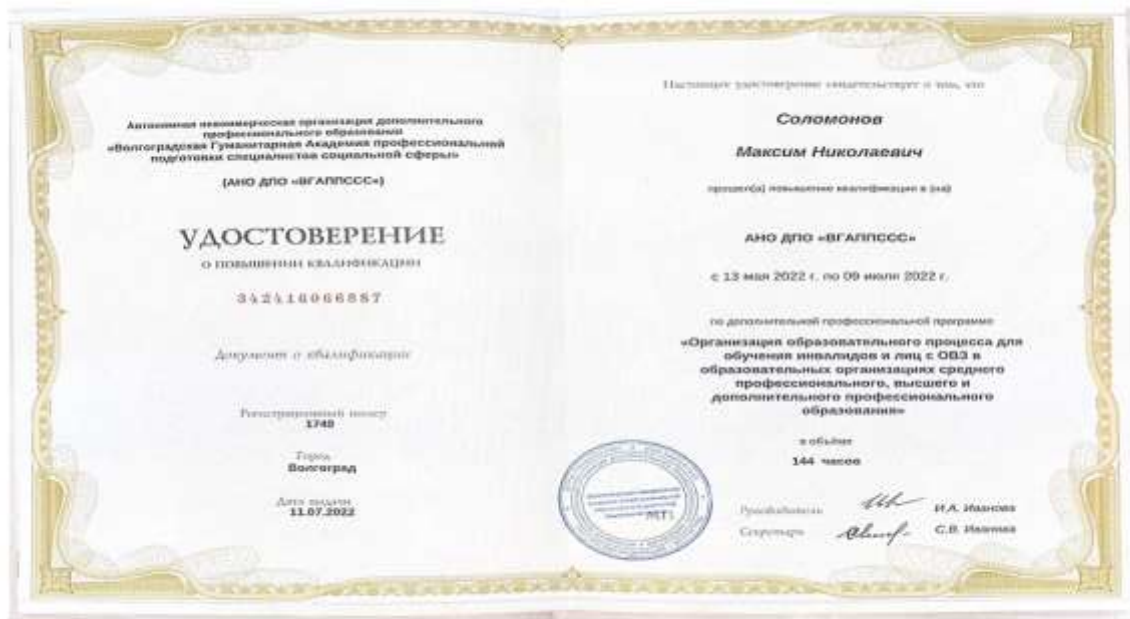 Автономная некоммерческая организация дополнительного
профессионального образования
«Волгоградская Гуманитарная Академия профессиональной
подготовки специалистов социальной сферы»
(АНО ДПО «ВГАППССС»)
УДОСТОВЕРЕНИЕ
О ПОВЫШЕНИИ КВАЛИФИКАЦИИ
342416066887
Документ о квалификации
Регистрационный номер
1740
Город
Волгоград
Дата выдачи
11.07.2022
Настоящее удостоверение свидетельствует о том, что
Соломонов
Максим Николаевич
прошел(а) повышение квалификации в (на)
АНО ДПО «ВГАППССС»
с 13 мая 2022 г. по 09 июля 2022 г.
по дополнительной профессиональной программе
«Организация образовательного процесса для
обучения инвалидов и лиц с ОВЗ в
образовательных организациях среднего
профессионального, высшего и
дополнительного профессионального
образования»
в объёме
144 часов
М.П.
Руководитель И.А. Иванова
Секретарь С.В.